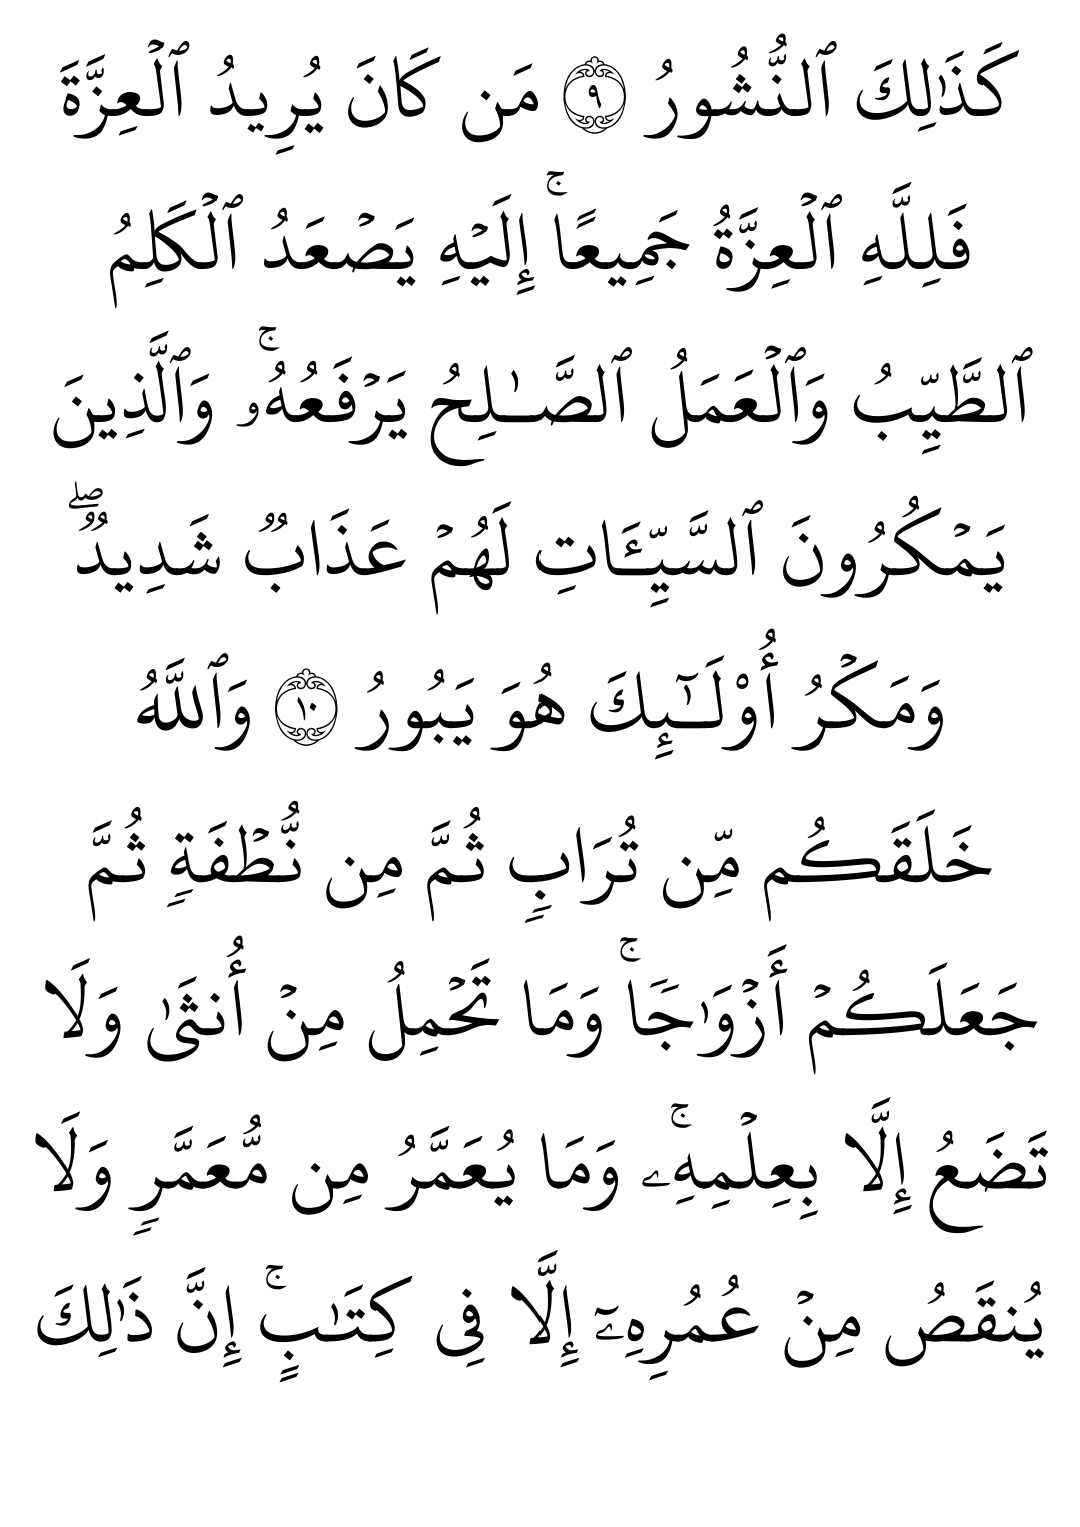 كَذَٰلِكَ ٱلنُّشُورُ ٩ مَن كَانَ يُرِيدُ ٱلْعِزَّةَ
فَلِلَّهِ ٱلْعِزَّةُ جَمِيعًاۚ إِلَيْهِ يَصْعَدُ ٱلْكَلِمُ
ٱلطَّيِّبُ وَٱلْعَمَلُ ٱلصَّـٰلِحُ يَرْفَعُهُۥۚ وَٱلَّذِينَ
يَمْكُرُونَ ٱلسَّيِّـَٔاتِ لَهُمْ عَذَابٌ شَدِيدٌۖ
وَمَكْرُ أُو۟لَـٰٓئِكَ هُوَ يَبُورُ ١٠ وَٱللَّهُ
خَلَقَكُم مِّن تُرَابٍ ثُمَّ مِن نُّطْفَةٍ ثُمَّ
جَعَلَكُمْ أَزْوَٰجًاۚ وَمَا تَحْمِلُ مِنْ أُنثَىٰ وَلَا
تَضَعُ إِلَّا بِعِلْمِهِۦۚ وَمَا يُعَمَّرُ مِن مُّعَمَّرٍ وَلَا
يُنقَصُ مِنْ عُمُرِهِۦٓ إِلَّا فِى كِتَـٰبٍۚ إِنَّ ذَٰلِكَ